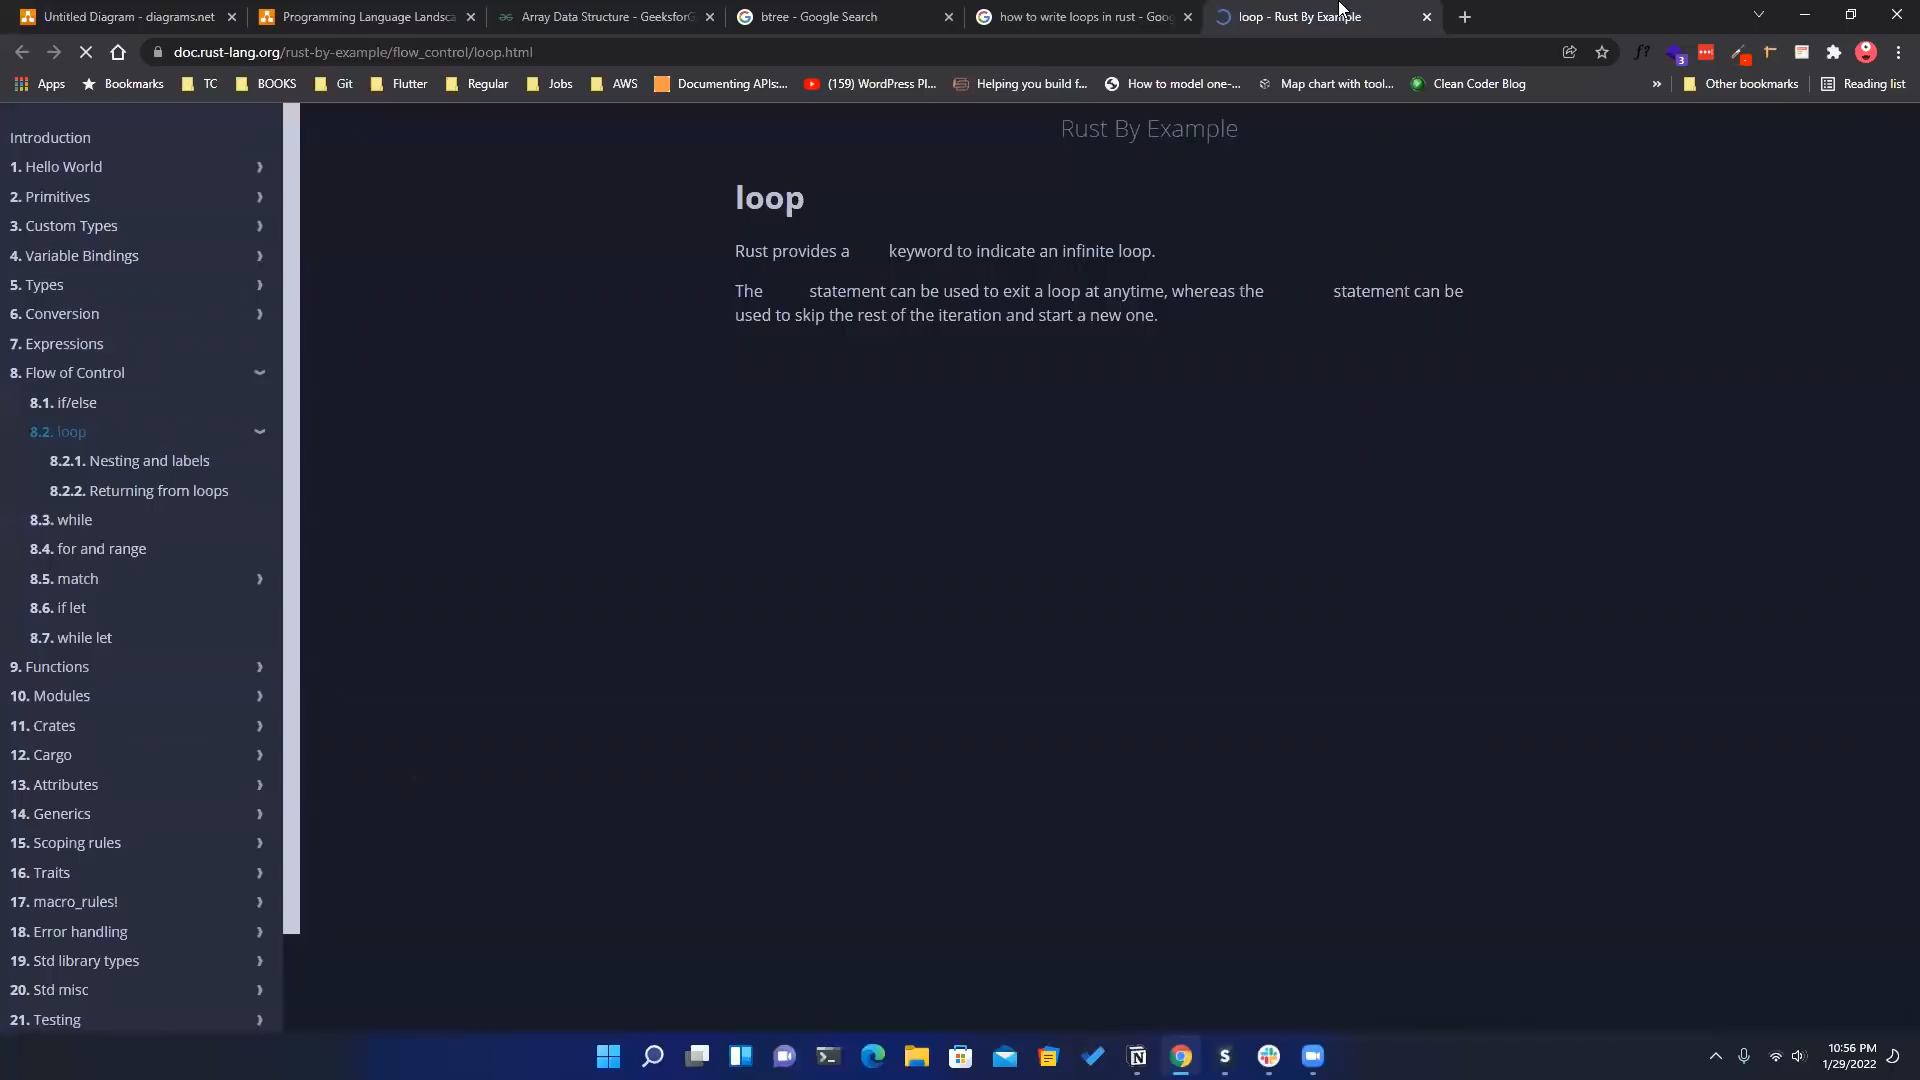 Untitled Diagram - diagrams.net
Programming Language Landsca
Array Data Structure - GeeksforG
btree - Google Search
how to write loops in rust - Goog
loop - Rust By Example
doc.rust-lang.org/rust-by-example/flow_control/loop.html
f?
3
Apps
Bookmarks
TC
BOOKS
Git
Flutter
Regular
Jobs
AWS
Documenting APIs:...
(159) WordPress Pl...
Helping you build f...
How to model one-...
Map chart with tool...
Clean Coder Blog
»
Other bookmarks
Reading list
Introduction
1. Hello World
2. Primitives
3. Custom Types
4. Variable Bindings
5. Types
6. Conversion
7. Expressions
8. Flow of Control
8.1. if/else
8.2. loop
8.2.1. Nesting and labels
8.2.2. Returning from loops
8.3. while
8.4. for and range
8.5. match
8.6. if let
8.7. while let
9. Functions
10. Modules
11. Crates
12. Cargo
13. Attributes
14. Generics
15. Scoping rules
16. Traits
17. macro_rules!
18. Error handling
19. Std library types
20. Std misc
21. Testing
Rust By Example
loop
Rust provides a keyword to indicate an infinite loop.
The statement can be used to exit a loop at anytime, whereas the statement can be
used to skip the rest of the iteration and start a new one.
10:56 PM
1/29/2022